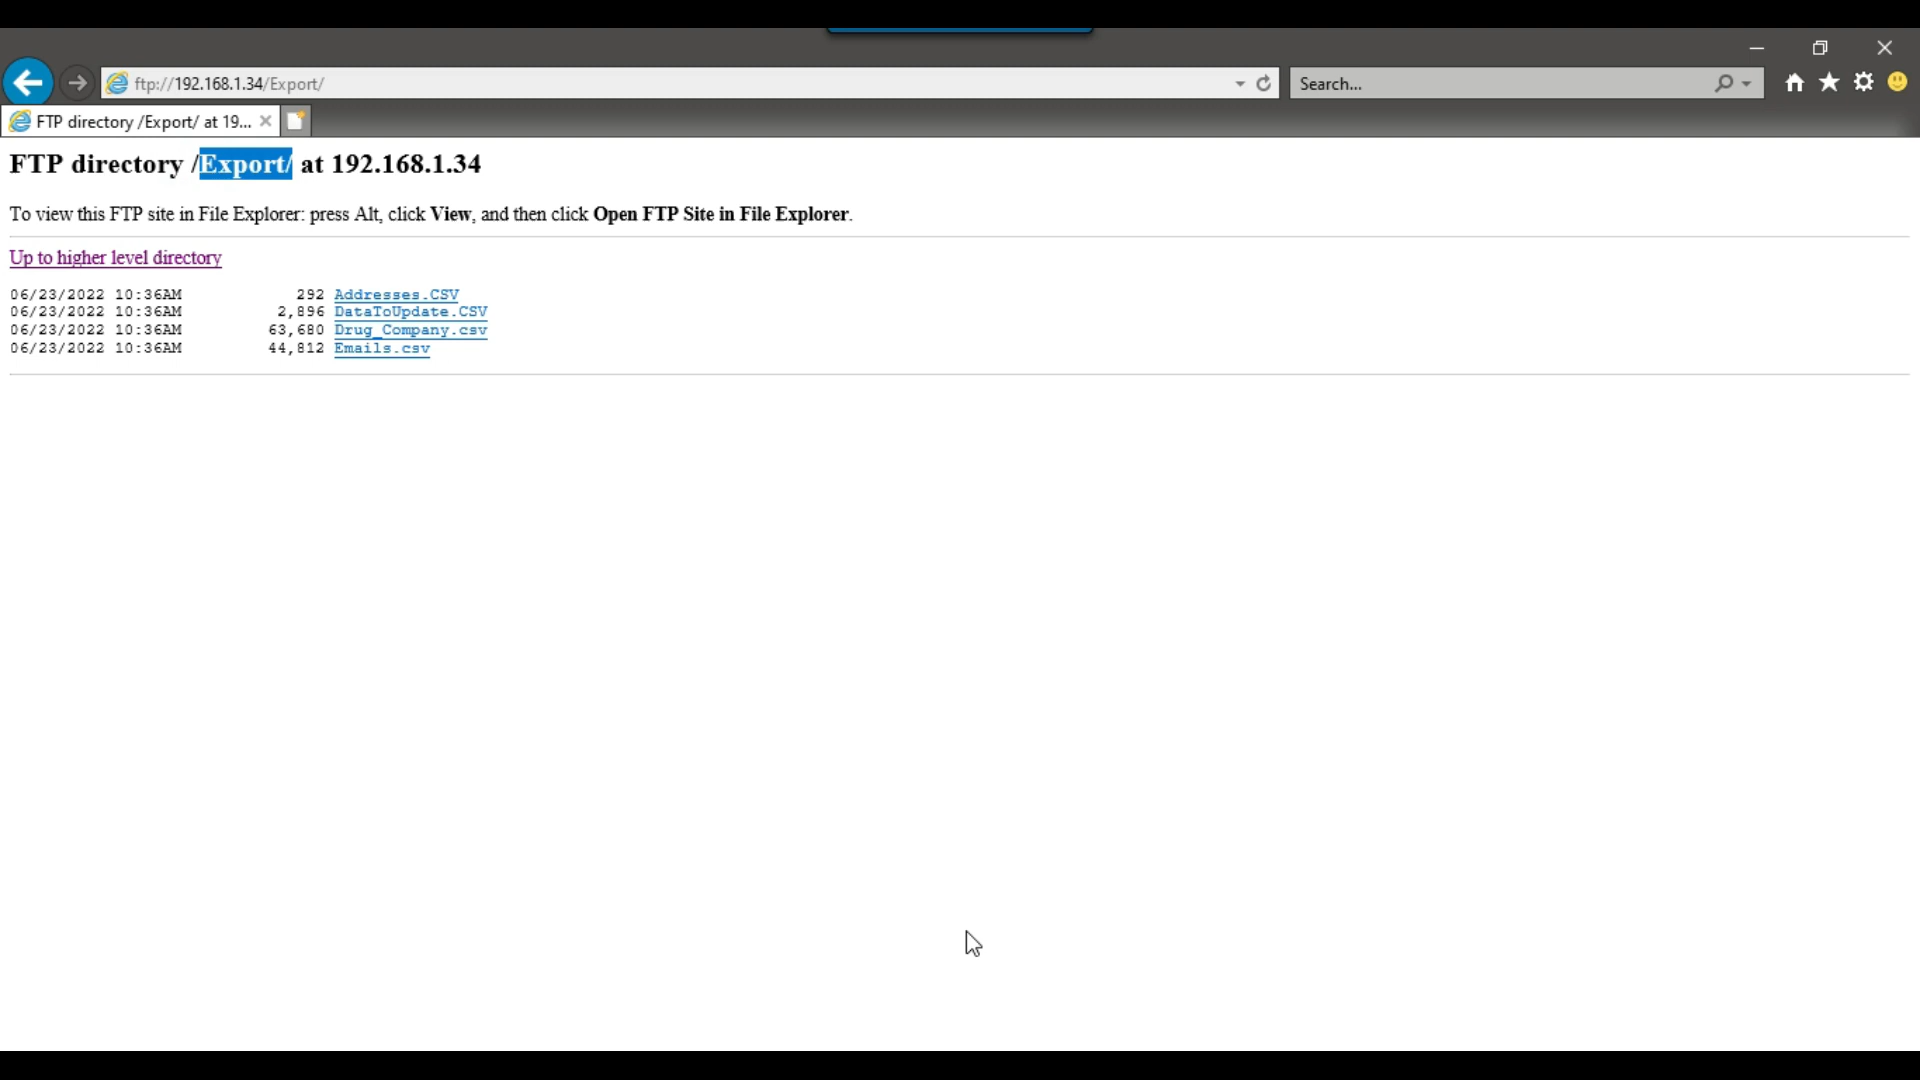 ftp://192.168.1.34/Export/
Search...
FTP directory /Export/ at 19...
FTP directory /Export/ at 192.168.1.34
To view this FTP site in File Explorer: press Alt, click View, and then click Open FTP Site in File Explorer.
Up to higher level directory
06/23/2022 10:36AM 292 Addresses.CSV
06/23/2022 10:36AM 2,896 DataToUpdate.CSV
06/23/2022 10:36AM 63,680 Drug_Company.csv
06/23/2022 10:36AM 44,812 Emails.csv